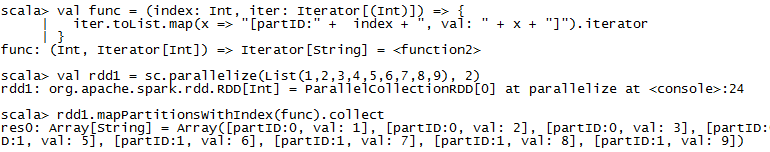 scala> val func = (index: Int, iter: Iterator[(Int)]) => {
     |   iter.toList.map(x => "[partID:" +  index + ", val: " + x + "]").iterator
     | }
func: (Int, Iterator[Int]) => Iterator[String] = <function2>
scala> val rdd1 = sc.parallelize(List(1,2,3,4,5,6,7,8,9), 2)
rdd1: org.apache.spark.rdd.RDD[Int] = ParallelCollectionRDD[0] at parallelize at <console>:24
scala> rdd1.mapPartitionsWithIndex(func).collect
res0: Array[String] = Array([partID:0, val: 1], [partID:0, val: 2], [partID:0, val: 3], [partID:
D:1, val: 5], [partID:1, val: 6], [partID:1, val: 7], [partID:1, val: 8], [partID:1, val: 9])